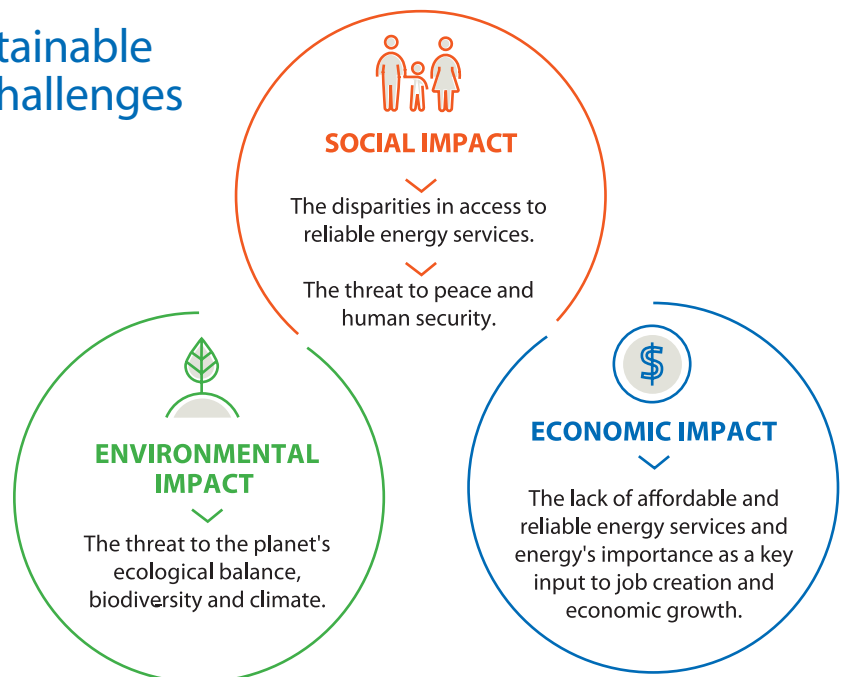 tainable
hallenges
SOCIAL IMPACT
The disparities in access to
reliable energy services.
The threat to peace and
human security.
$
ENVIRONMENTAL
IMPACT
The threat to the planet's
ecological balance,
biodiversity and climate.
ECONOMIC IMPACT
The lack of affordable and
reliable energy services and
energy's importance as a key
input to job creation and
economic growth.